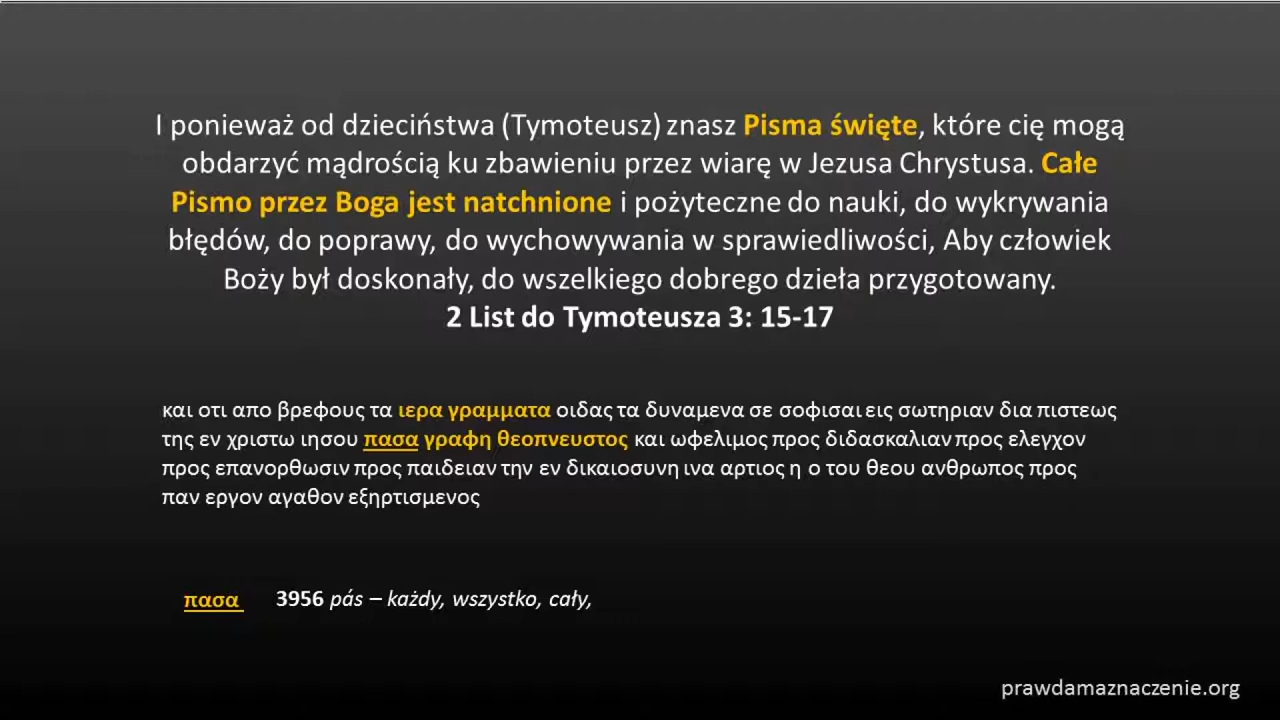 I ponieważ od dzieciństwa (Tymoteusz) znasz Pisma święte, które cię mogą
obdarzyć mądrością ku zbawieniu przez wiarę w Jezusa Chrystusa. Całe
Pismo przez Boga jest natchnione i pożyteczne do nauki, do wykrywania
błędów, do poprawy, do wychowywania w sprawiedliwości, Aby człowiek
Boży był doskonały, do wszelkiego dobrego dzieła przygotowany.
2 List do Tymoteusza 3: 15-17
και οτι απο βρεφους τα ιερα γραμματα οιδας τα δυναμενα σε σοφισαι εις σωτηριαν δια πιστεως
της εν χριστω ιησου πασα γραφη θεοπνευστος και ωφελιμος προς διδασκαλιαν προς ελεγχον
προς επανορθωσιν προς παιδειαν την εν δικαιοσυνη ινα αρτιος η ο του θεου ανθρωπος προς
παν εργον αγαθον εξηρτισμενος
πασα 3956 pás – każdy, wszystko, cały,
prawdamaznaczenie.org